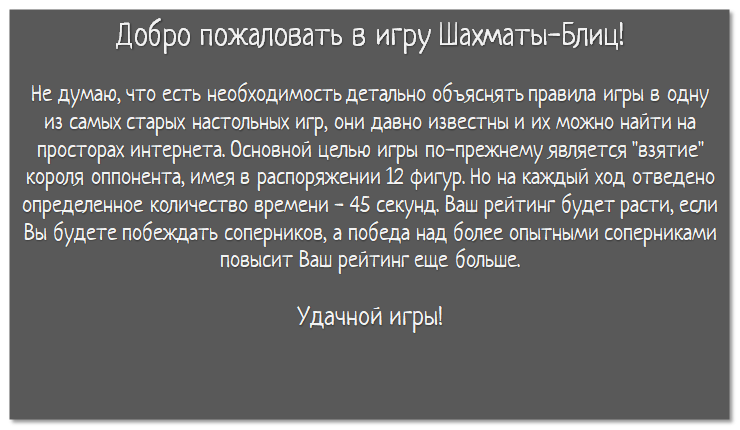 Добро пожаловать в игру Шахматы-Блиц!
Не думаю, что есть необходимость детально объяснять правила игры в одну
из самых старых настольных игр, они давно известны и их можно найти на
просторах интернета. Основной целью игры по-прежнему является "взятие"
короля оппонента, имея в распоряжении 12 фигур. Но на каждый ход отведено
определенное количество времени - 45 секунд. Ваш рейтинг будет расти, если
Вы будете побеждать соперников, а победа над более опытными соперниками
повысит Ваш рейтинг еще больше.
Удачной игры!